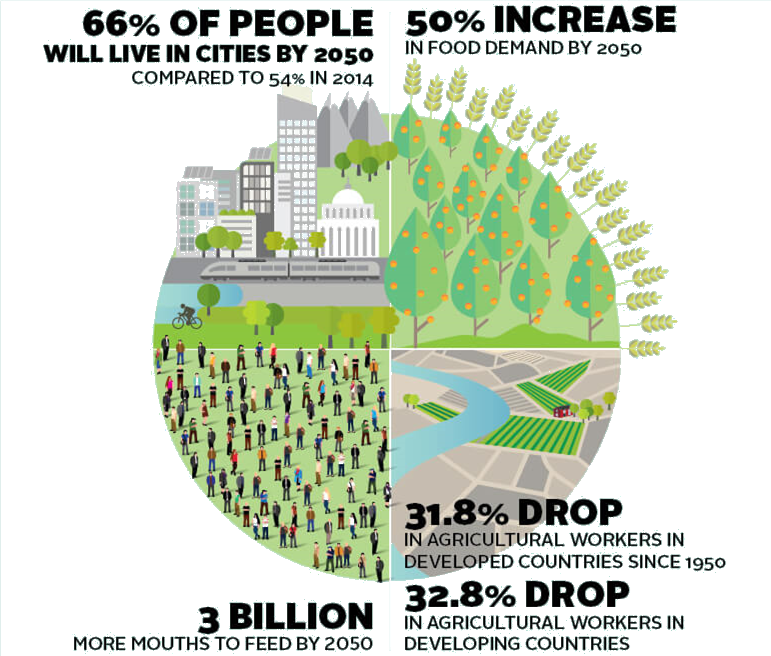 66% OF PEOPLE
WILL LIVE IN CITIES BY 2050
COMPARED TO 54% IN 2014
50% INCREASE
IN FOOD DEMAND BY 2050
3 BILLION
MORE MOUTHS TO FEED BY 2050
31.8% DROP
IN AGRICULTURAL WORKERS IN
DEVELOPED COUNTRIES SINCE 1950
32.8% DROP
IN AGRICULTURAL WORKERS IN
DEVELOPING COUNTRIES